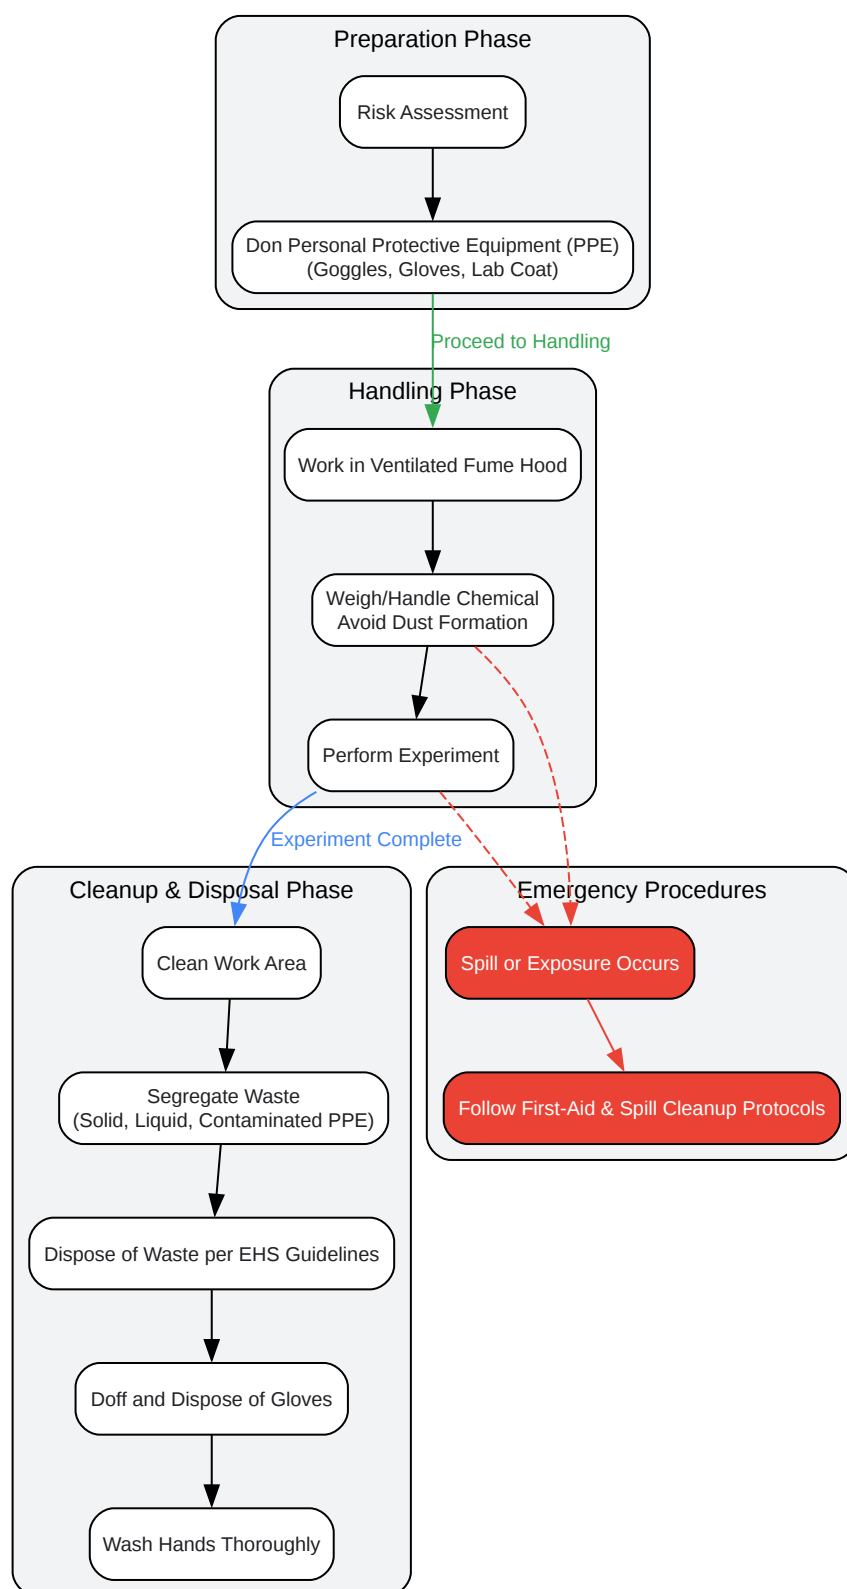 Preparation Phase
Risk Assessment
Don Personal Protective Equipment (PPE)
(Goggles, Gloves, Lab Coat)
Proceed to Handling
Handling Phase
Work in Ventilated Fume Hood
Weigh/Handle Chemical
Avoid Dust Formation
Perform Experiment
Experiment Complete
Cleanup & Disposal Phase
Clean Work Area
Segregate Waste
(Solid, Liquid, Contaminated PPE)
Dispose of Waste per EHS Guidelines
Doff and Dispose of Gloves
Wash Hands Thoroughly
Emergency Procedures
Spill or Exposure Occurs
Follow First-Aid & Spill Cleanup Protocols